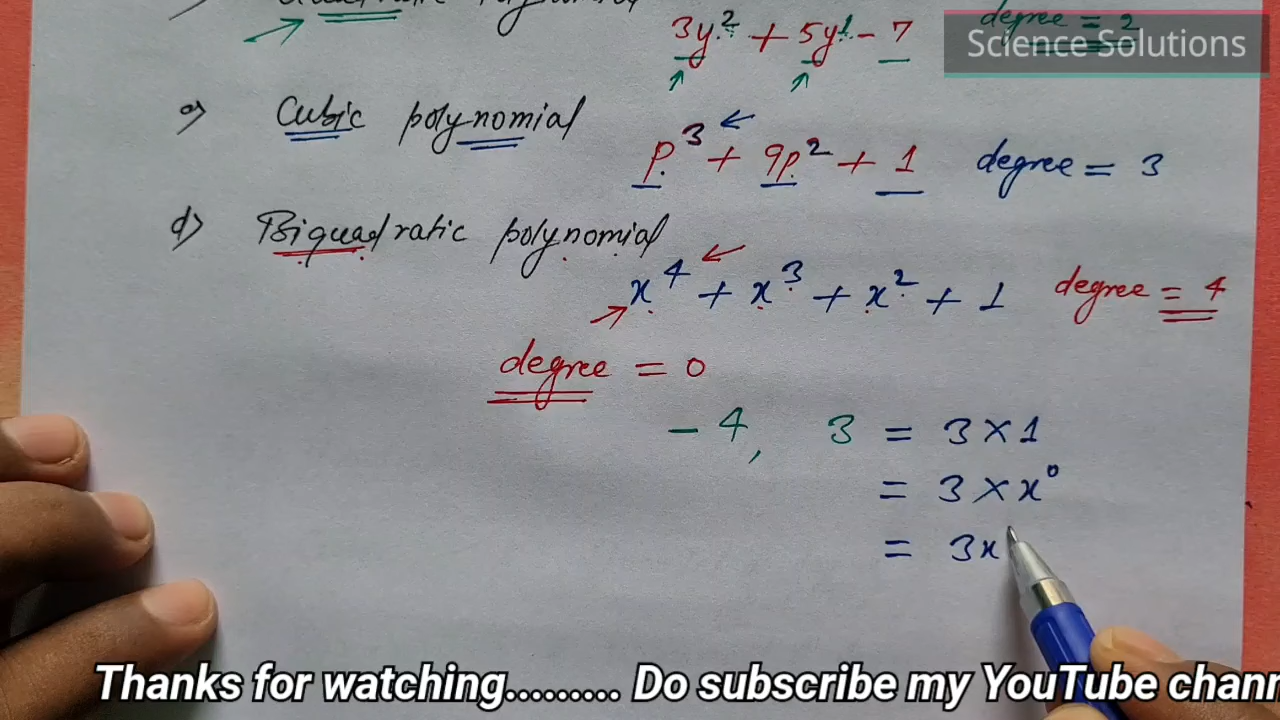 Quadratic Polynomial
3y² + 5y¹ - 7 degree = 2
Science Solutions
c) Cubic polynomial
p³ + 9p² + 1 degree = 3
d) Biquadratic polynomial
x⁴ + x³ + x² + 1 degree = 4
degree = 0
- 4, 3 = 3 × 1
= 3 × x⁰
= 3x
Thanks for watching......... Do subscribe my YouTube chann